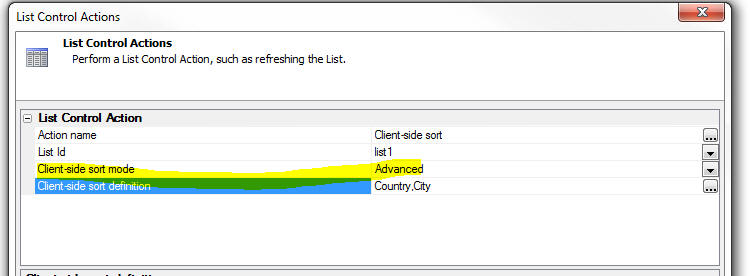 List Control Actions
List Control Actions
Perform a List Control Action, such as refreshing the List.
List Control Action
Action name Client-side sort ...
List Id list1
Client-side sort mode Advanced
Client-side sort definition Country,City ...